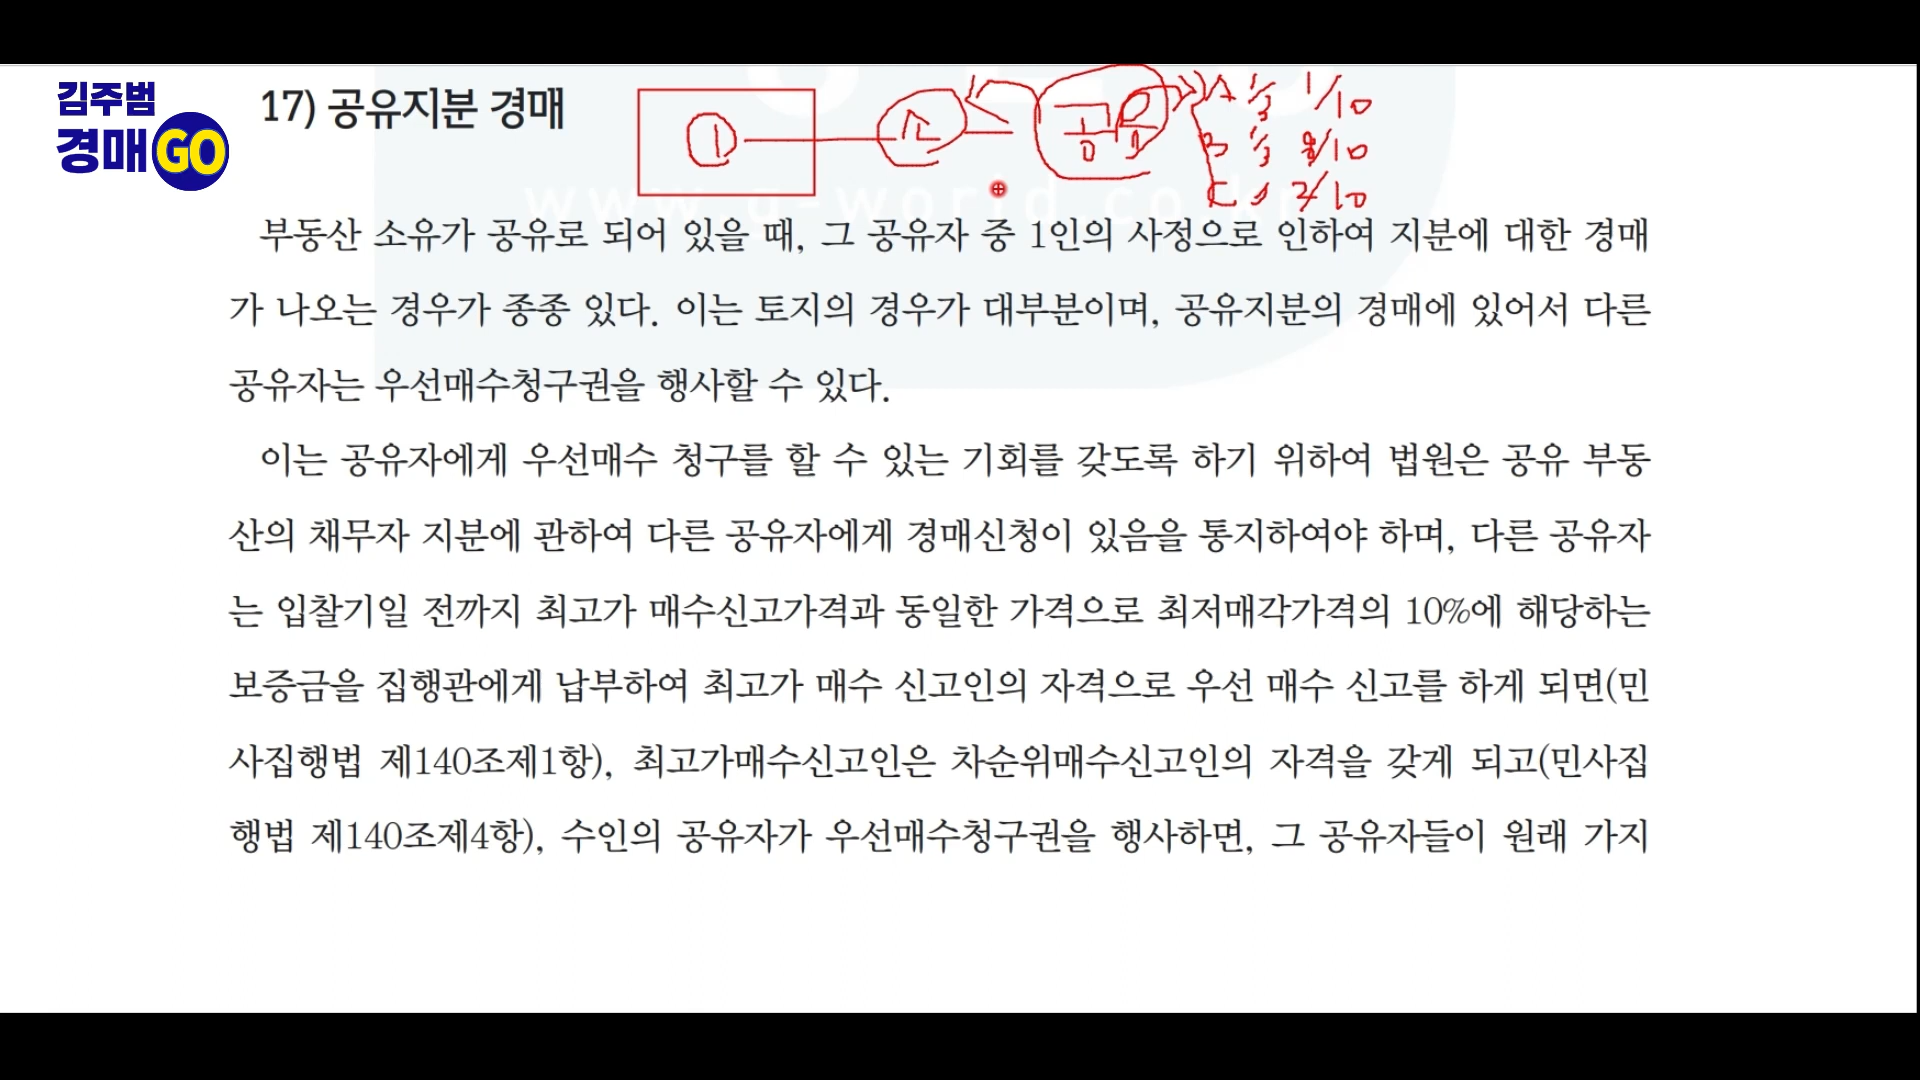 김주범
경매GO
17) 공유지분 경매
① 소 공유 A 1/3 1/10
B 1/3 /10
C 2/10
www.g-world.co.kr
부동산 소유가 공유로 되어 있을 때, 그 공유자 중 1인의 사정으로 인하여 지분에 대한 경매
가 나오는 경우가 종종 있다. 이는 토지의 경우가 대부분이며, 공유지분의 경매에 있어서 다른
공유자는 우선매수청구권을 행사할 수 있다.
이는 공유자에게 우선매수 청구를 할 수 있는 기회를 갖도록 하기 위하여 법원은 공유 부동
산의 채무자 지분에 관하여 다른 공유자에게 경매신청이 있음을 통지하여야 하며, 다른 공유자
는 입찰기일 전까지 최고가 매수신고가격과 동일한 가격으로 최저매각가격의 10%에 해당하는
보증금을 집행관에게 납부하여 최고가 매수 신고인의 자격으로 우선 매수 신고를 하게 되면(민
사집행법 제140조제1항), 최고가매수신고인은 차순위매수신고인의 자격을 갖게 되고(민사집
행법 제140조제4항), 수인의 공유자가 우선매수청구권을 행사하면, 그 공유자들이 원래 가지